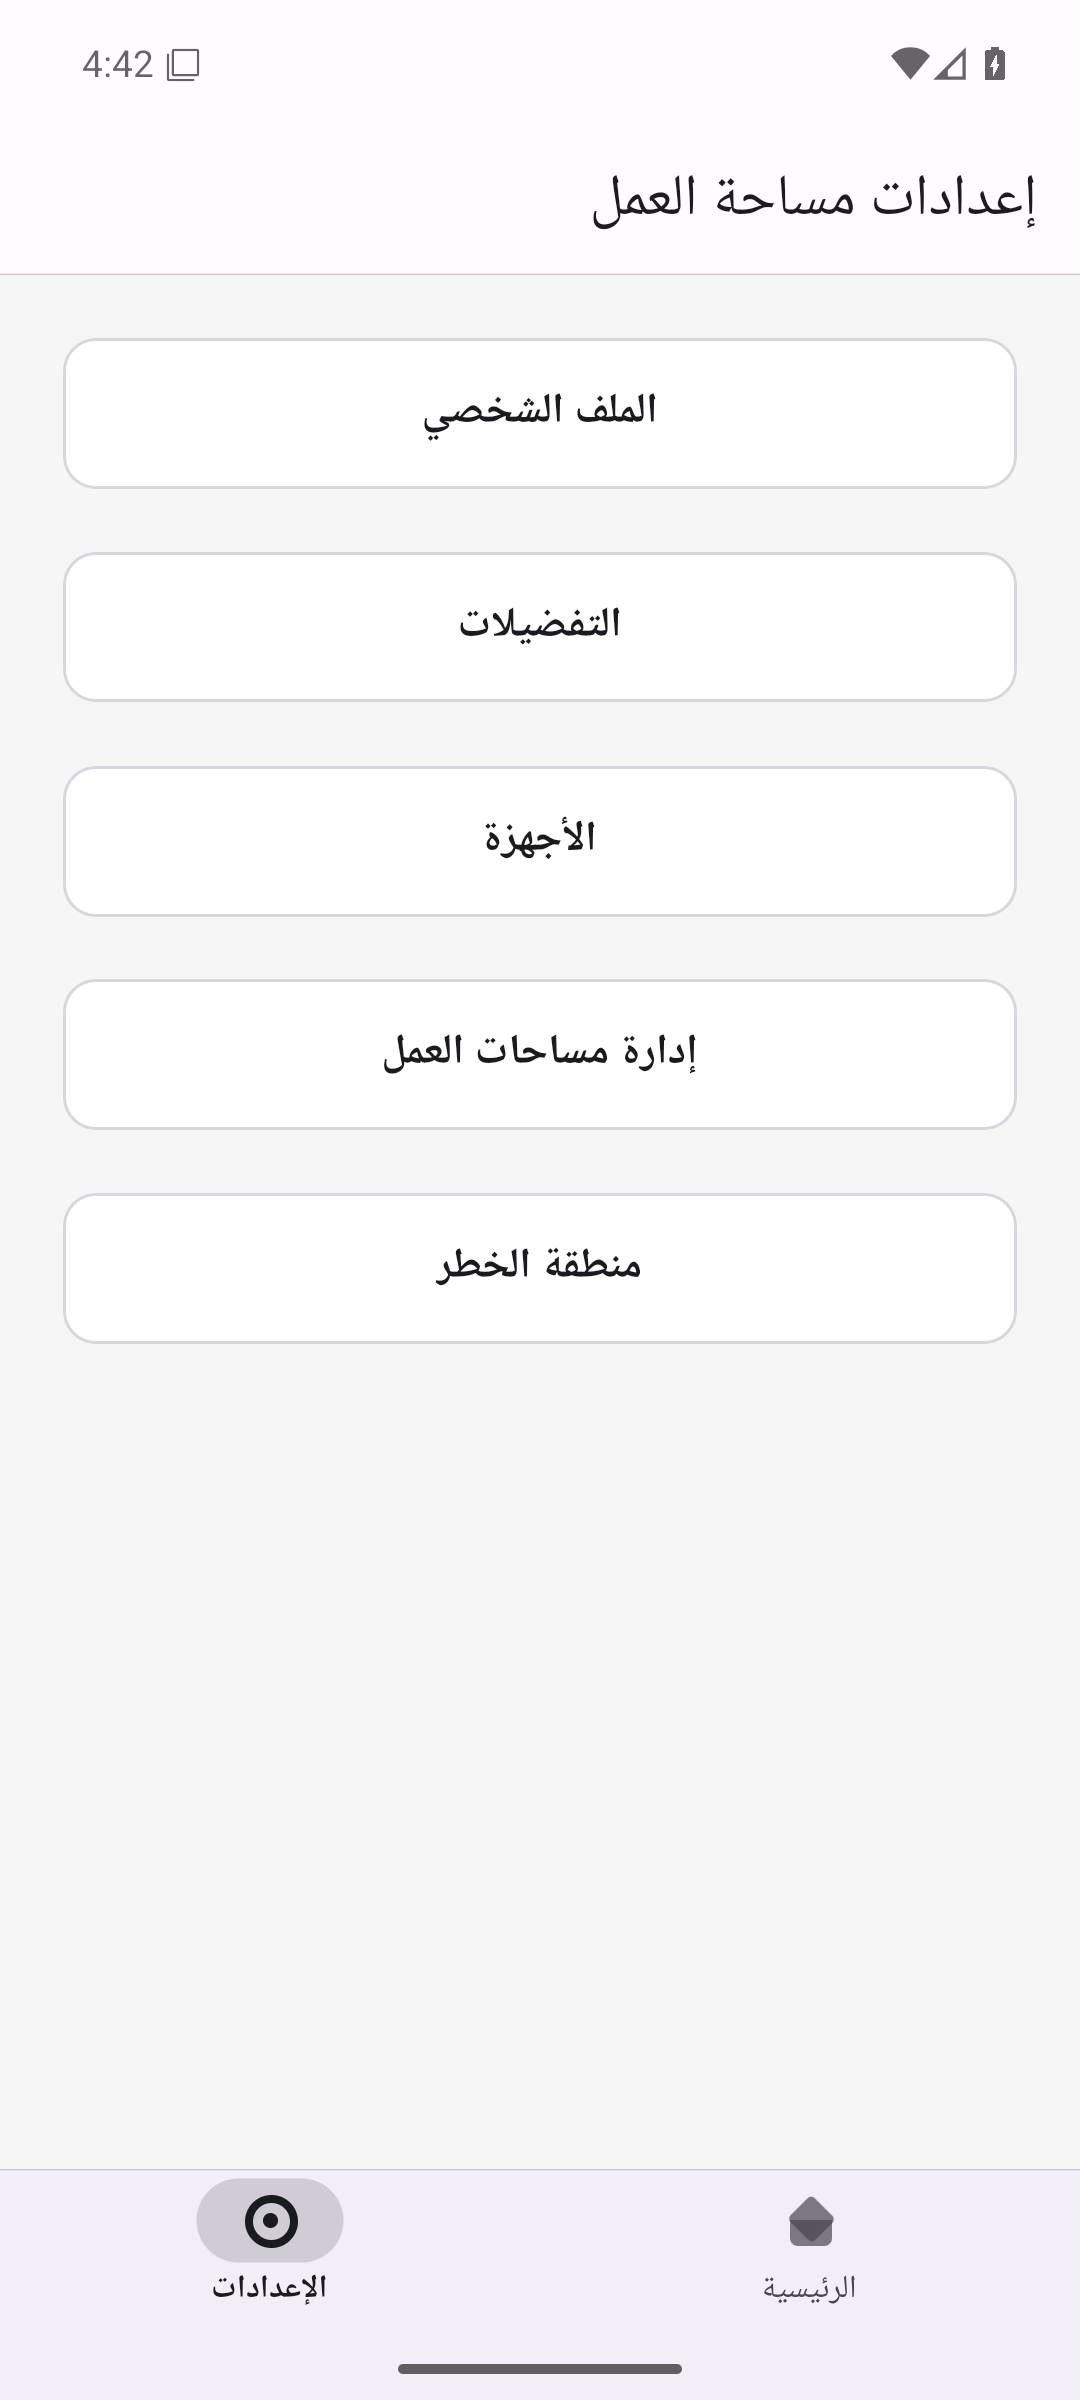 4:42
إعدادات مساحة العمل
الملف الشخصي
التفضيلات
الأجهزة
إدارة مساحات العمل
منطقة الخطر
الرئيسية
الإعدادات